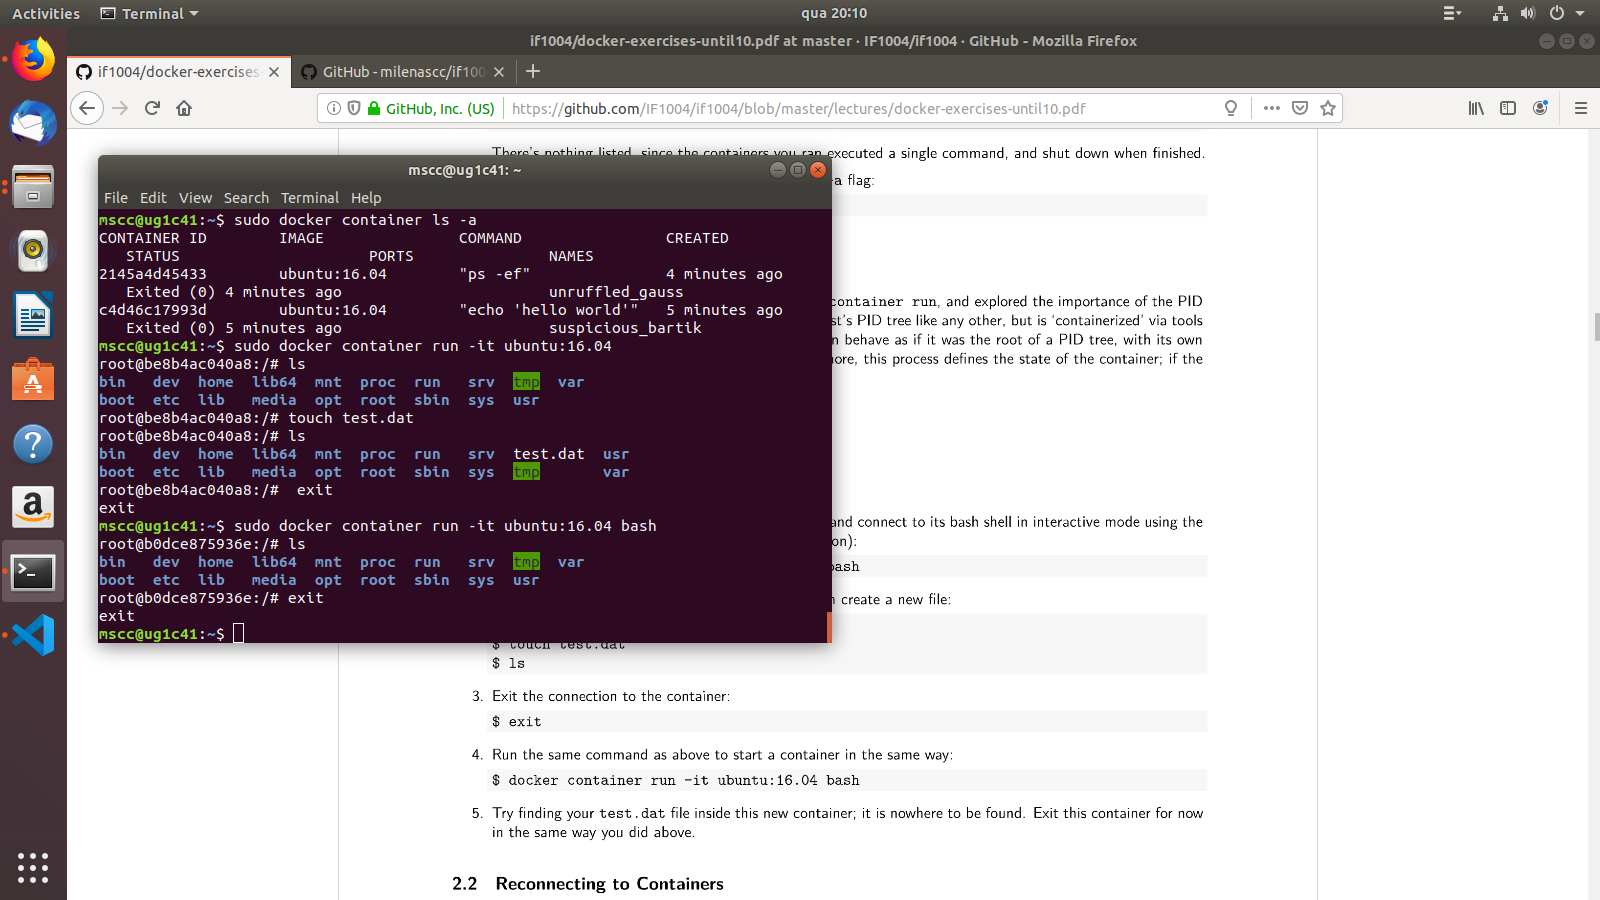 Activities
Terminal
qua 20:10
if1004/docker-exercises-until10.pdf at master · IF1004/if1004 · GitHub - Mozilla Firefox
if1004/docker-exercises-
GitHub - milenascc/if100
GitHub, Inc. (US)
https://github.com/IF1004/if1004/blob/master/lectures/docker-exercises-until10.pdf
There's nothing listed, since the containers you ran executed a single command, and shut down when finished.
mscc@ug1c41: ~
File Edit View Search Terminal Help
mscc@ug1c41:~$ sudo docker container ls -a
CONTAINER ID IMAGE COMMAND CREATED
STATUS PORTS NAMES
2145a4d45433 ubuntu:16.04 "ps -ef" 4 minutes ago
Exited (0) 4 minutes ago unruffled_gauss
c4d46c17993d ubuntu:16.04 "echo 'hello world'" 5 minutes ago
Exited (0) 5 minutes ago suspicious_bartik
mscc@ug1c41:~$ sudo docker container run -it ubuntu:16.04
root@be8b4ac040a8:/# ls
bin dev home lib64 mnt proc run srv tmp var
boot etc lib media opt root sbin sys usr
root@be8b4ac040a8:/# touch test.dat
root@be8b4ac040a8:/# ls
bin dev home lib64 mnt proc run srv test.dat usr
boot etc lib media opt root sbin sys tmp var
root@be8b4ac040a8:/# exit
exit
mscc@ug1c41:~$ sudo docker container run -it ubuntu:16.04 bash
root@b0dce875936e:/# ls
bin dev home lib64 mnt proc run srv tmp var
boot etc lib media opt root sbin sys usr
root@b0dce875936e:/# exit
exit
mscc@ug1c41:~$
-a flag:
container run, and explored the importance of the PID
st's PID tree like any other, but is 'containerized' via tools
n behave as if it was the root of a PID tree, with its own
ore, this process defines the state of the container; if the
and connect to its bash shell in interactive mode using the
on):
bash
n create a new file:
$ touch test.dat
$ ls
3. Exit the connection to the container:
$ exit
4. Run the same command as above to start a container in the same way:
$ docker container run -it ubuntu:16.04 bash
5. Try finding your test.dat file inside this new container; it is nowhere to be found. Exit this container for now
in the same way you did above.
2.2 Reconnecting to Containers